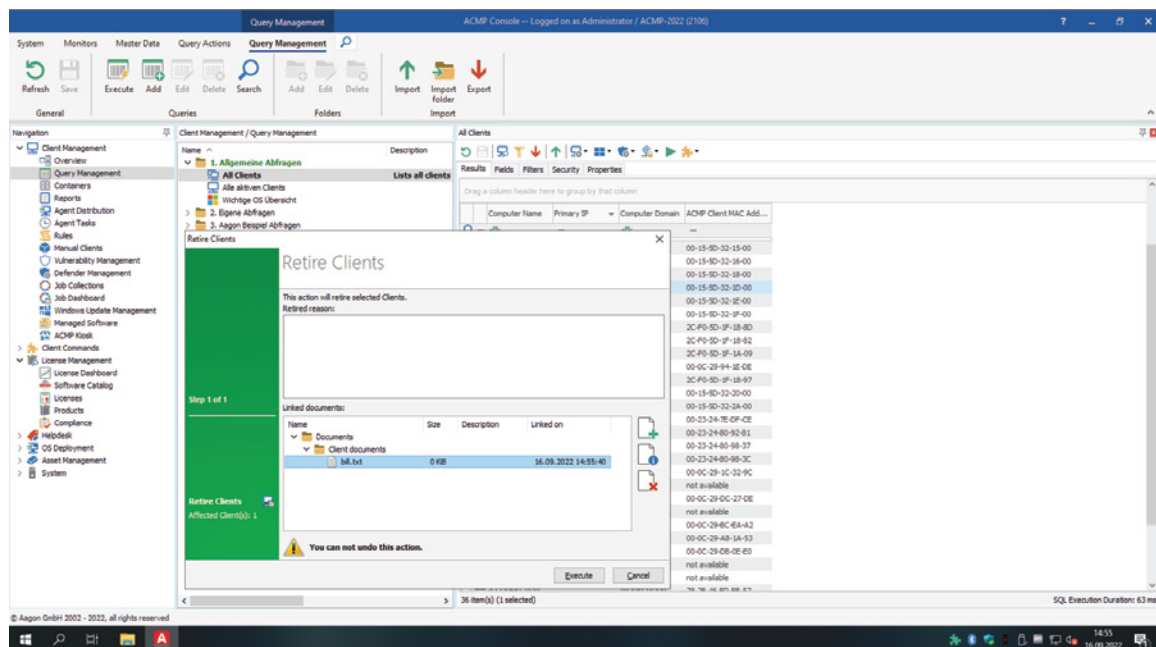 Query Management
ACMP Console -- Logged on as Administrator / ACMP-2022 (2106)
System Monitors Master Data Query Actions Query Management
Refresh Save Execute Add Edit Delete Search Add Edit Delete Import Import folder Export
General Queries Folders Import
Navigation
Client Management
Overview
Query Management
Containers
Reports
Agent Distribution
Agent Tasks
Rules
Manual Clients
Vulnerability Management
Defender Management
Job Collections
Job Dashboard
Windows Update Management
Managed Software
ACMP Kiosk
Client Commands
License Management
License Dashboard
Software Catalog
Licenses
Products
Compliance
Helpdesk
OS Deployment
Asset Management
System
Client Management / Query Management
Name Description
1. Allgemeine Abfragen
All Clients Lists all clients
Alle aktiven Clients
Wichtige OS Übersicht
2. Eigene Abfragen
3. Aagon Beispiel Abfragen
All Clients
Results Fields Filters Security Properties
Drag a column header here to group by that column
Computer Name Primary IP Computer Domain ACMP Client MAC Add...
00-15-5D-32-15-00
00-15-5D-32-16-00
00-15-5D-32-18-00
00-15-5D-32-1D-00
00-15-5D-32-1E-00
00-15-5D-32-1F-00
2C-F0-5D-1F-18-8D
2C-F0-5D-1F-18-82
2C-F0-5D-1F-1A-09
00-0C-29-94-1E-DE
2C-F0-5D-1F-18-97
00-15-5D-32-20-00
00-15-5D-32-2A-00
00-23-24-7E-DF-CE
00-23-24-80-92-81
00-23-24-80-98-37
00-23-24-80-98-3C
00-0C-29-1C-32-9C
not available
00-0C-29-DC-27-DE
not available
00-0C-29-8C-EA-A2
00-0C-29-A8-1A-53
00-0C-29-DB-0E-E0
not available
not available
Retire Clients
Retire Clients
This action will retire selected Clients.
Retired reason:
Step 1 of 1
Linked documents:
Name Size Description Linked on
Documents
Client documents
bill.txt 0 KiB 16.09.2022 14:55:40
Retire Clients
Affected Client(s): 1
You can not undo this action.
Execute Cancel
36 item(s) (1 selected)
SQL Execution Duration: 63 ms
© Aagon GmbH 2002 - 2022, all rights reserved
14:55
16.09.2022